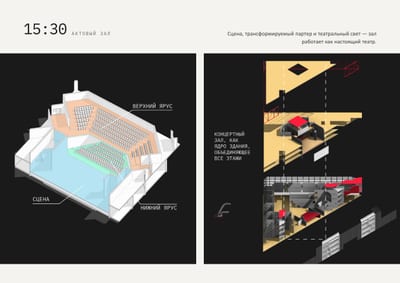 15:30 АКТОВЫЙ ЗАЛ
Сцена, трансформируемый партер и театральный свет — зал
работает как настоящий театр.
ВЕРХНИЙ ЯРУС
СЦЕНА
НИЖНИЙ ЯРУС
КОНЦЕРТНЫЙ
ЗАЛ, КАК
ЯДРО ЗДАНИЯ,
ОБЪЕДИНЯЮЩЕЕ
ВСЕ ЭТАЖИ